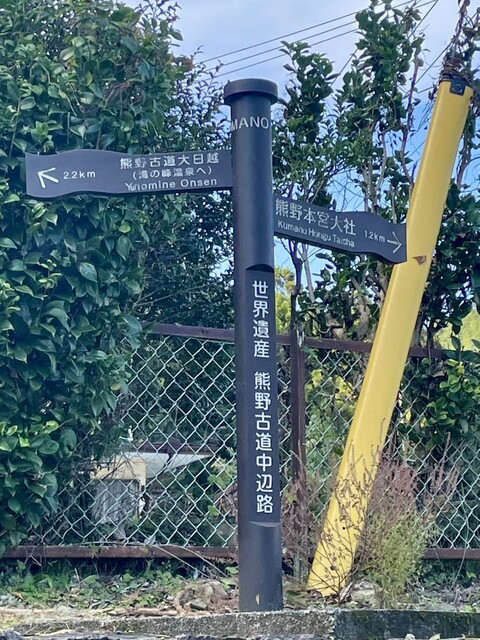 MANO
2.2km
熊野古道大日越
(湯の峰温泉へ)
Yunomine Onsen
熊野本宮大社
Kumano Hongu Taisha
1.2km
世界遺産 熊野古道中辺路